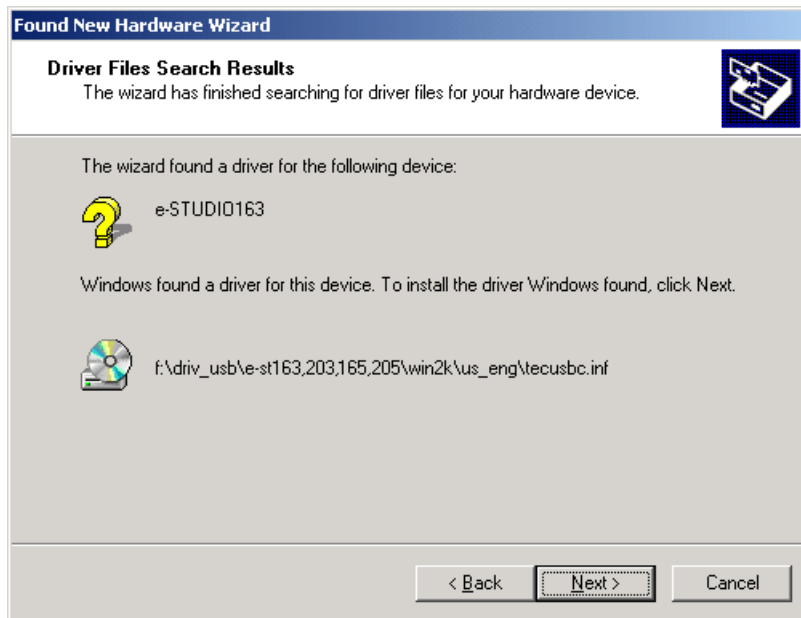 Found New Hardware Wizard
Driver Files Search Results
The wizard has finished searching for driver files for your hardware device.
The wizard found a driver for the following device:
e-STUDIO163
Windows found a driver for this device. To install the driver Windows found, click Next.
f:\driv_usb\e-st163,203,165,205\win2k\us_eng\tecusbc.inf
< Back
Next >
Cancel